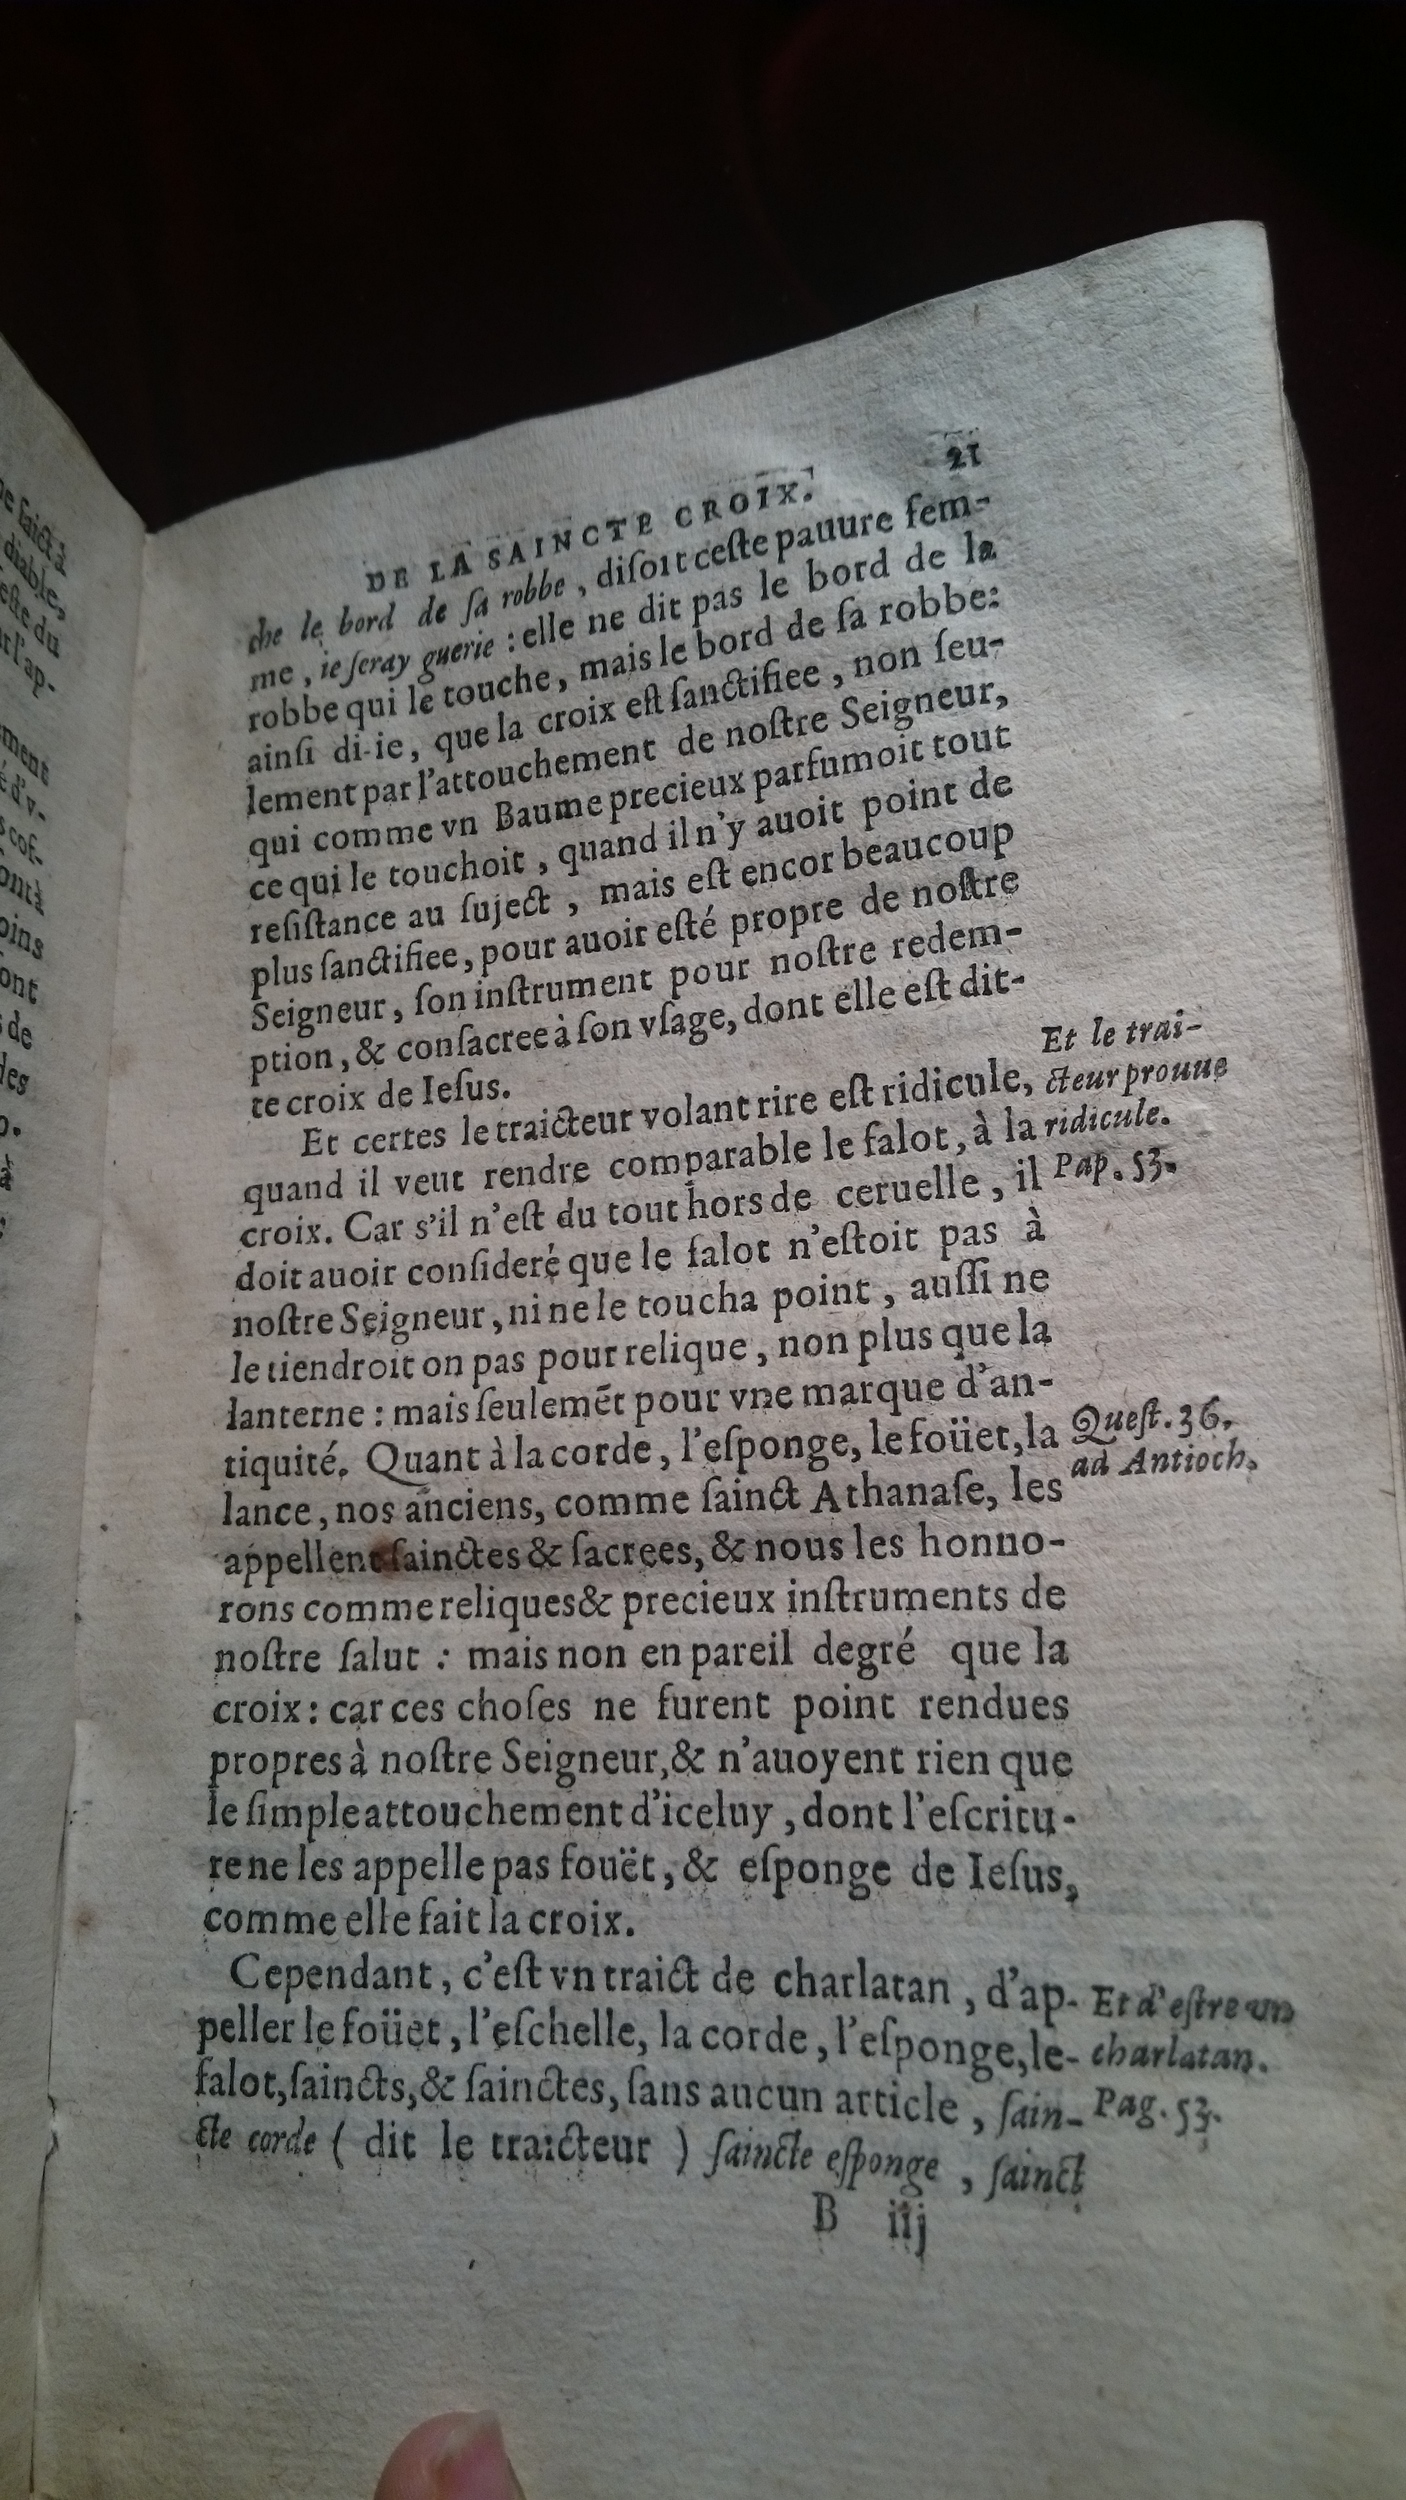 DE LA SAINCTE CROIX. 21
che le bord de ſa robbe, diſoit ceſte pauure fem-
me, ie ſeray guerie : elle ne dit pas le bord de la
robbe qui le touche, mais le bord de ſa robbe:
ainſi di-ie, que la croix eſt ſanctifiee, non ſeu-
lement par l'attouchement de noſtre Seigneur,
qui comme vn Baume precieux parfumoit tout
ce qui le touchoit, quand il n'y auoit point de
reſiſtance au ſuject, mais eſt encor beaucoup
plus ſanctifiee, pour auoir eſté propre de noſtre
Seigneur, ſon inſtrument pour noſtre redem-
ption, & conſacree à ſon vſage, dont elle eſt dit-
te croix de Ieſus.
Et certes le traicteur volant rire eſt ridicule,
quand il veut rendre comparable le falot, à la
croix. Car s'il n'eſt du tout hors de ceruelle, il
doit auoir conſideré que le falot n'eſtoit pas à
noſtre Seigneur, ni ne le toucha point, auſſi ne
le tiendroit on pas pour relique, non plus que la
lanterne : mais ſeulemēt pour vne marque d'an-
tiquité. Quant à la corde, l'eſponge, le foüet, la
lance, nos anciens, comme ſainct Athanaſe, les
appellent ſainctes & ſacrees, & nous les honno-
rons comme reliques & precieux inſtruments de
noſtre ſalut : mais non en pareil degré que la
croix : car ces choſes ne furent point rendues
propres à noſtre Seigneur, & n'auoyent rien que
le ſimple attouchement d'iceluy, dont l'eſcritu-
re ne les appelle pas fouët, & eſponge de Ieſus,
comme elle fait la croix.
Cependant, c'eſt vn traict de charlatan, d'ap-
peller le foüet, l'eſchelle, la corde, l'eſponge, le-
falot, ſaincts, & ſainctes, ſans aucun article, ſain-
cte corde ( dit le traicteur ) ſaincte eſponge, ſainct
B iij
Et le trai-
cteur prouue
ridicule.
Pap. 53.
Queſt. 36.
ad Antioch.
Et d'eſtre un
charlatan.
Pag. 53.